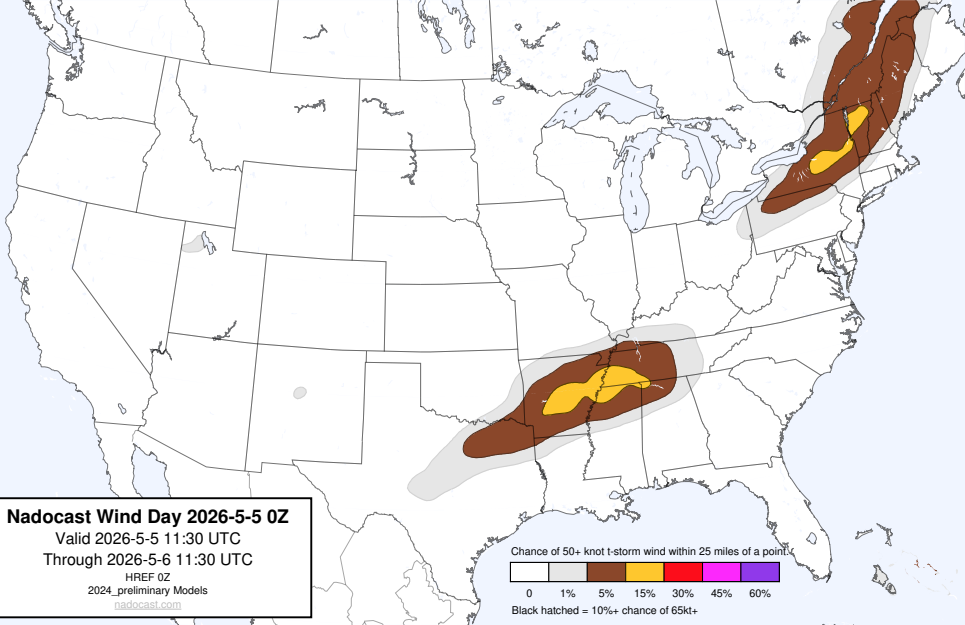 Nadocast Wind Day 2026-5-5 0Z
Valid 2026-5-5 11:30 UTC
Through 2026-5-6 11:30 UTC
HREF 0Z
2024_preliminary Models
nadocast.com
Chance of 50+ knot t-storm wind within 25 miles of a point.
0 1% 5% 15% 30% 45% 60%
Black hatched = 10%+ chance of 65kt+